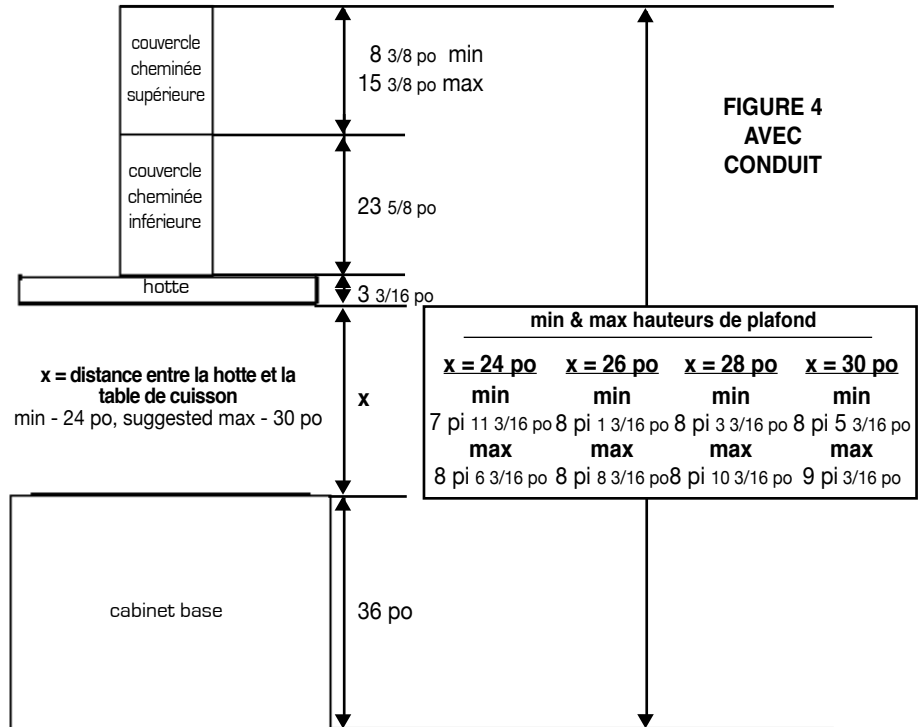 couvercle
cheminée
supérieure
8 3/8 po min
15 3/8 po max
FIGURE 4
AVEC
CONDUIT
couvercle
cheminée
inférieure
23 5/8 po
hotte
3 3/16 po
x = distance entre la hotte et la
table de cuisson
min - 24 po, suggested max - 30 po
x
min & max hauteurs de plafond
x = 24 po x = 26 po x = 28 po x = 30 po
min min min min
7 pi 11 3/16 po 8 pi 1 3/16 po 8 pi 3 3/16 po 8 pi 5 3/16 po
max max max max
8 pi 6 3/16 po 8 pi 8 3/16 po 8 pi 10 3/16 po 9 pi 3/16 po
cabinet base
36 po